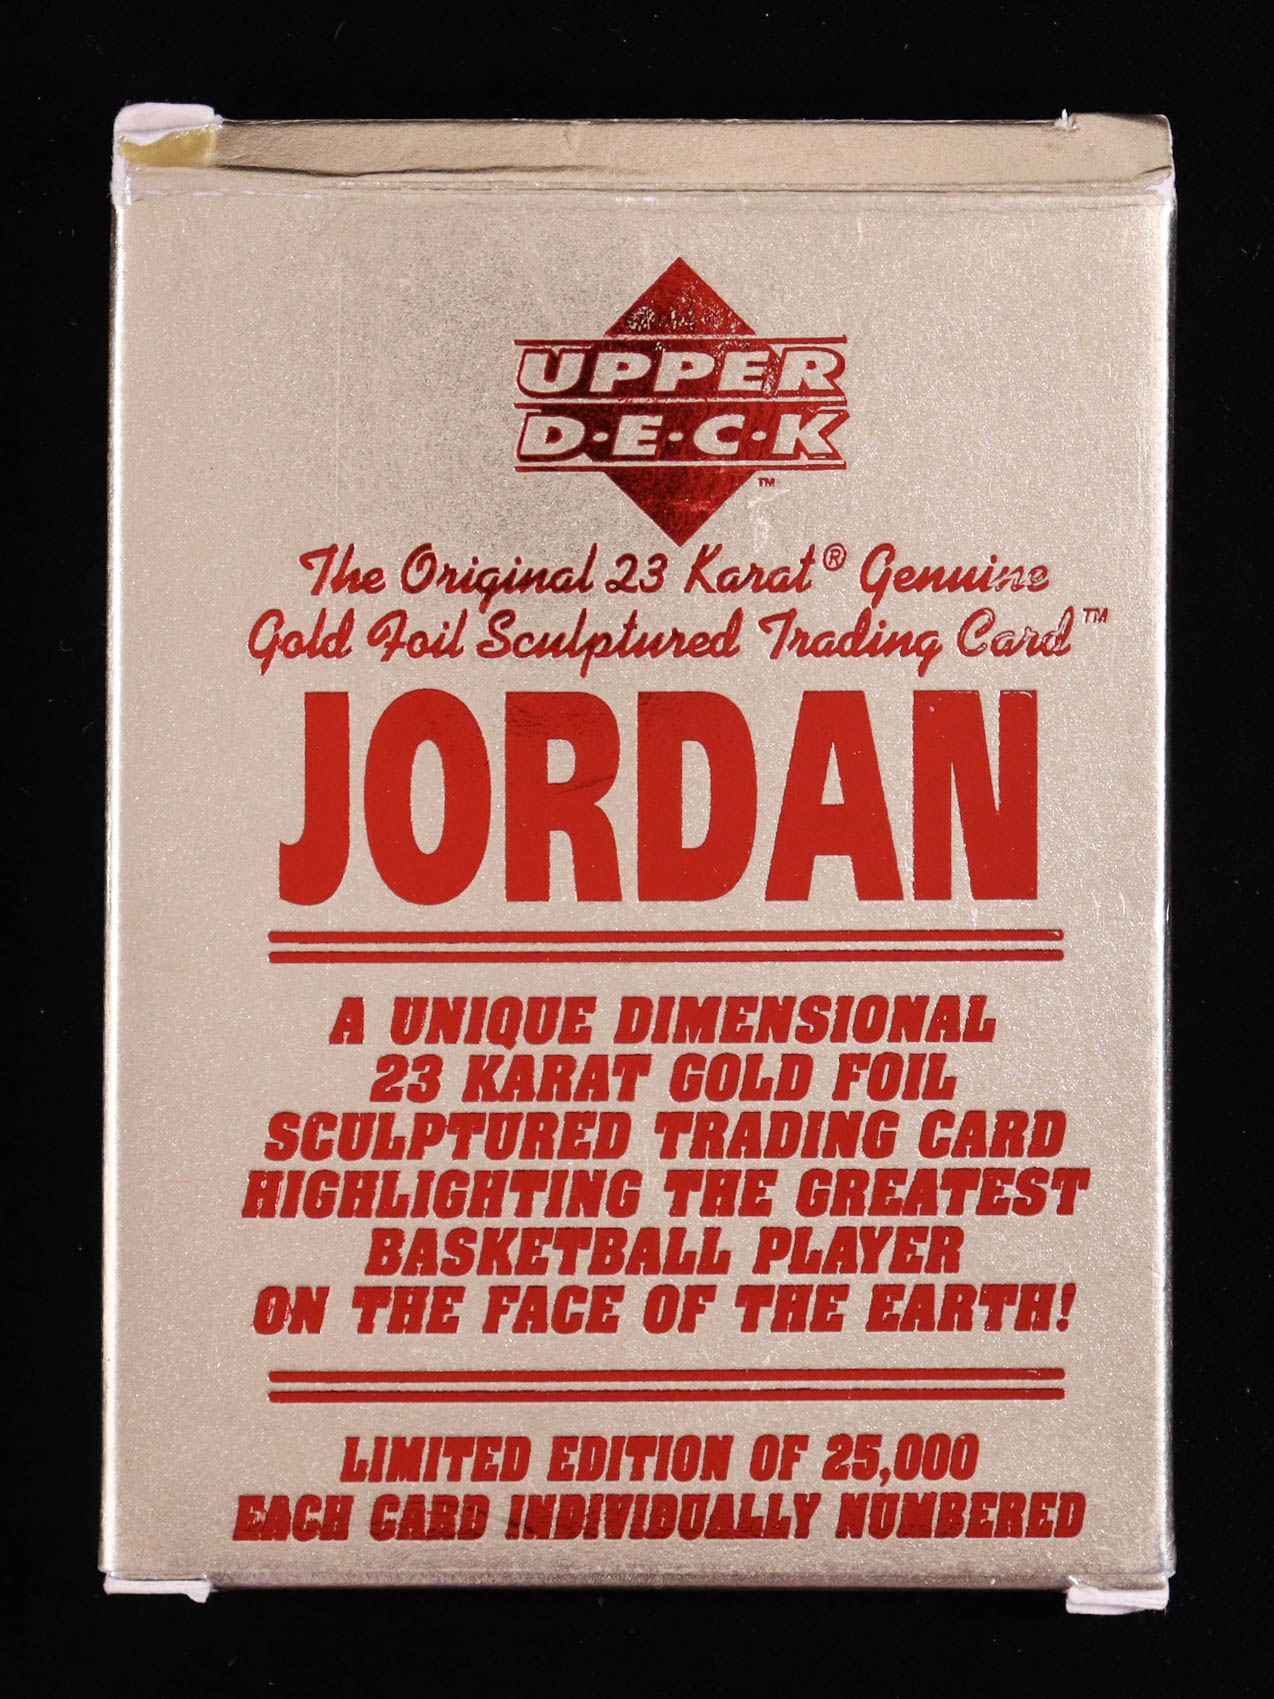 UPPER
D·E·C·K
™
The Original 23 Karat® Genuine
Gold Foil Sculptured Trading Card™
JORDAN
A UNIQUE DIMENSIONAL
23 KARAT GOLD FOIL
SCULPTURED TRADING CARD
HIGHLIGHTING THE GREATEST
BASKETBALL PLAYER
ON THE FACE OF THE EARTH!
LIMITED EDITION OF 25,000
EACH CARD INDIVIDUALLY NUMBERED